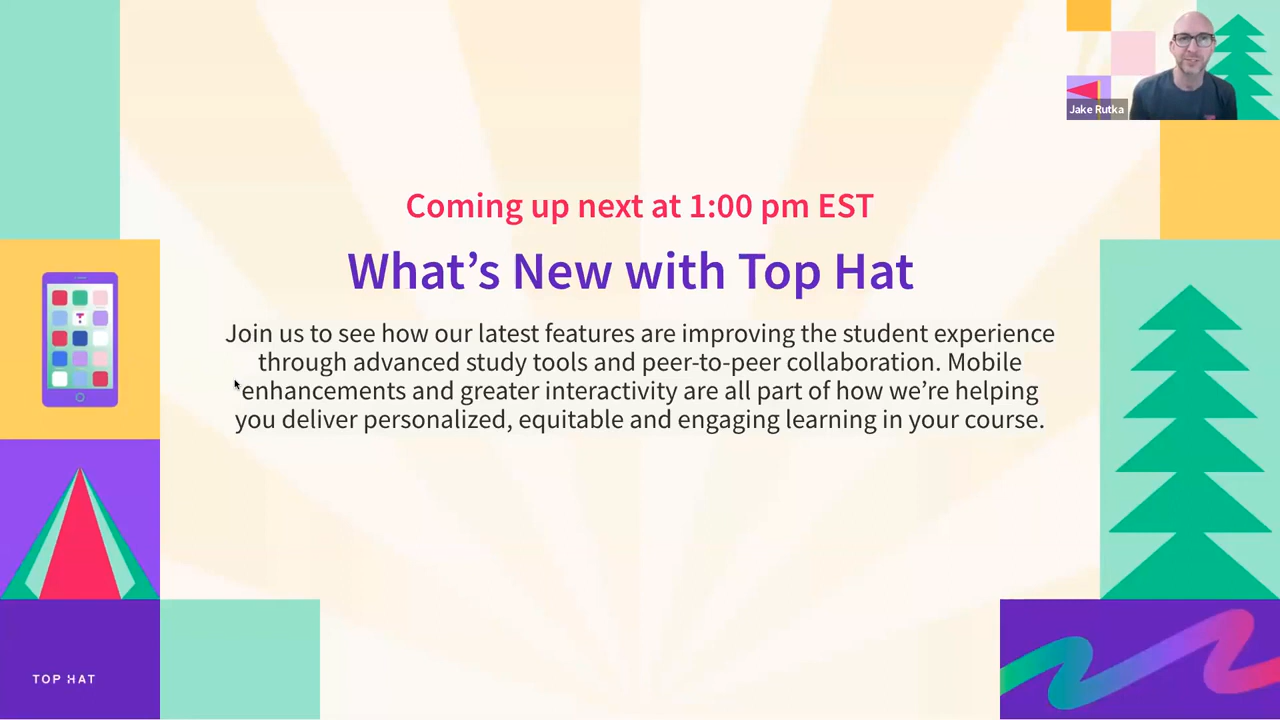 Jake Rutka
Coming up next at 1:00 pm EST
What’s New with Top Hat
Join us to see how our latest features are improving the student experience
through advanced study tools and peer-to-peer collaboration. Mobile
enhancements and greater interactivity are all part of how we’re helping
you deliver personalized, equitable and engaging learning in your course.
TOP HAT